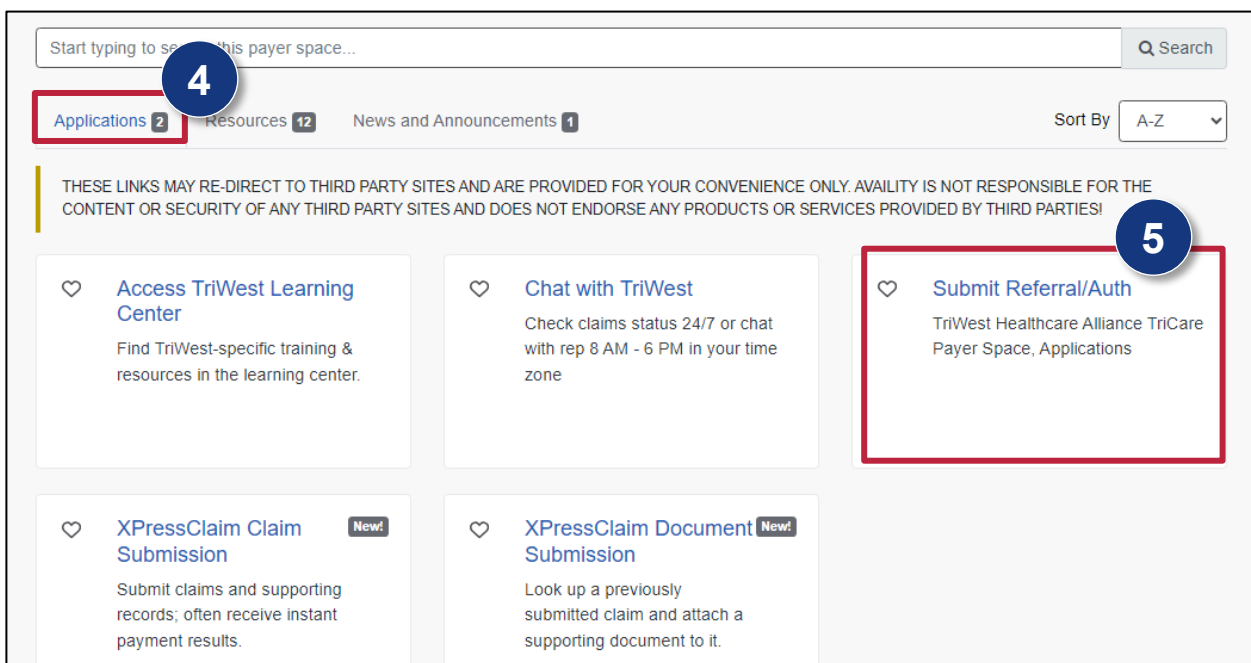 Start typing to se this payer space...
Search
4
Applications 2
Resources 12
News and Announcements 1
Sort By
A-Z
THESE LINKS MAY RE-DIRECT TO THIRD PARTY SITES AND ARE PROVIDED FOR YOUR CONVENIENCE ONLY. AVAILITY IS NOT RESPONSIBLE FOR THE
CONTENT OR SECURITY OF ANY THIRD PARTY SITES AND DOES NOT ENDORSE ANY PRODUCTS OR SERVICES PROVIDED BY THIRD PARTIES!
5
Access TriWest Learning
Center
Find TriWest-specific training &
resources in the learning center.
Chat with TriWest
Check claims status 24/7 or chat
with rep 8 AM - 6 PM in your time
zone
Submit Referral/Auth
TriWest Healthcare Alliance TriCare
Payer Space, Applications
XPressClaim Claim
Submission
New!
Submit claims and supporting
records; often receive instant
payment results.
XPressClaim Document
Submission
New!
Look up a previously
submitted claim and attach a
supporting document to it.